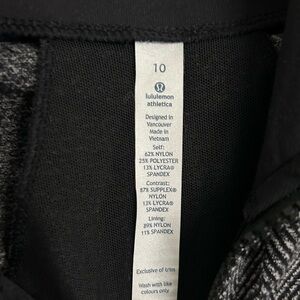 10
lululemon
athletica
Designed in
Vancouver
Made in
Vietnam
Self:
62% NYLON
25% POLYESTER
13% LYCRA®
SPANDEX
Contrast:
87% SUPPLEX®
NYLON
13% LYCRA®
SPANDEX
Lining:
89% NYLON
11% SPANDEX
Exclusive of trims
Wash with like
colours only